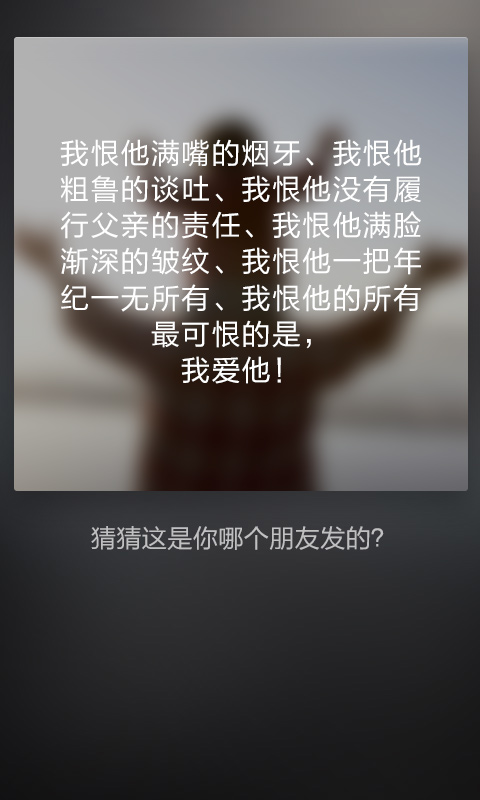 我恨他满嘴的烟牙、我恨他
粗鲁的谈吐、我恨他没有履
行父亲的责任、我恨他满脸
渐深的皱纹、我恨他一把年
纪一无所有、我恨他的所有
最可恨的是，
我爱他！
猜猜这是你哪个朋友发的？